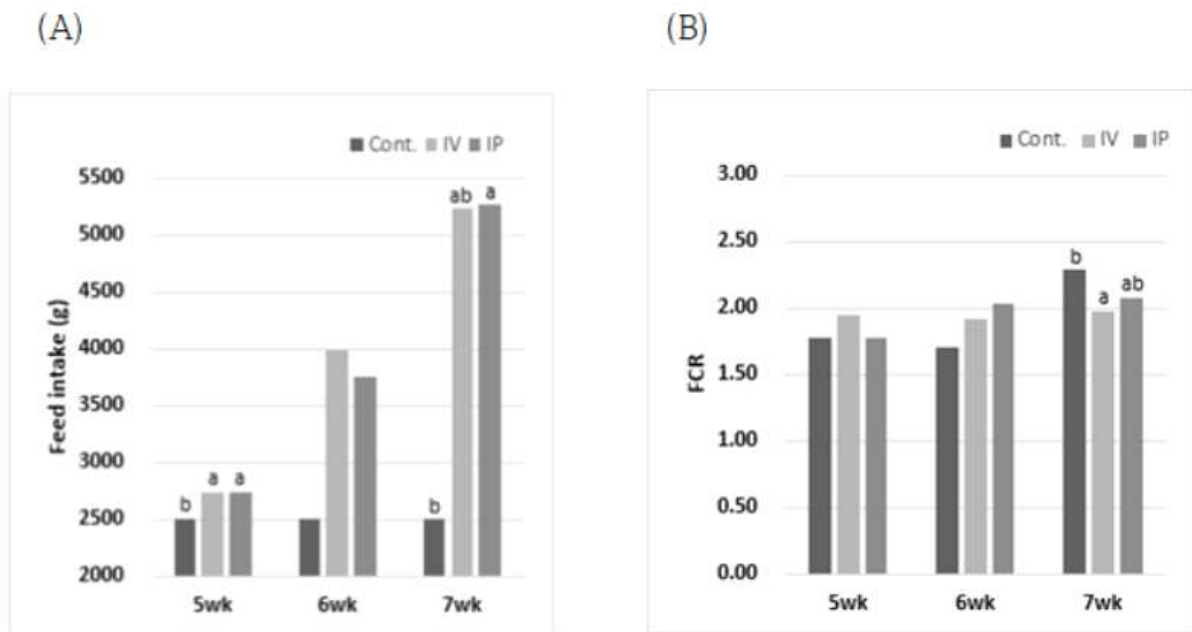 (A)
Cont. IV IP
5500
5000
4500
4000
3500
3000
2500
2000
Feed intake (g)
b a a
b ab a
5wk 6wk 7wk
(B)
Cont. IV IP
3.00
2.50
2.00
1.50
1.00
0.50
0.00
FCR
b a ab
5wk 6wk 7wk